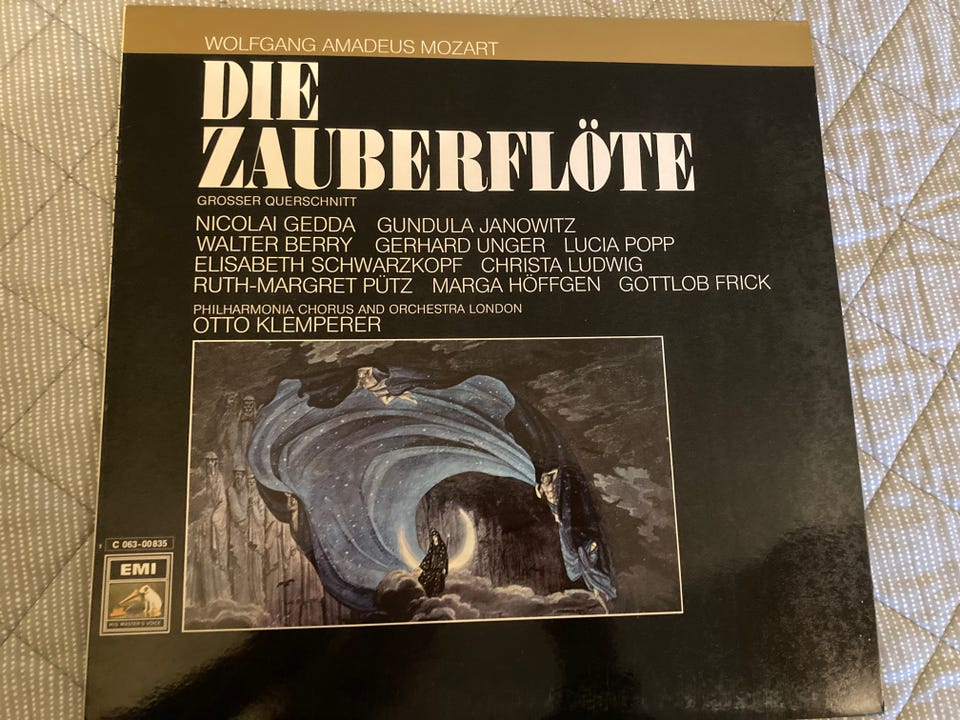 WOLFGANG AMADEUS MOZART
DIE
ZAUBERFLÖTE
GROSSER QUERSCHNITT
NICOLAI GEDDA GUNDULA JANOWITZ
WALTER BERRY GERHARD UNGER LUCIA POPP
ELISABETH SCHWARZKOPF CHRISTA LUDWIG
RUTH-MARGRET PÜTZ MARGA HÖFFGEN GOTTLOB FRICK
PHILHARMONIA CHORUS AND ORCHESTRA LONDON
OTTO KLEMPERER
C 063-00835
EMI
HIS MASTER'S VOICE